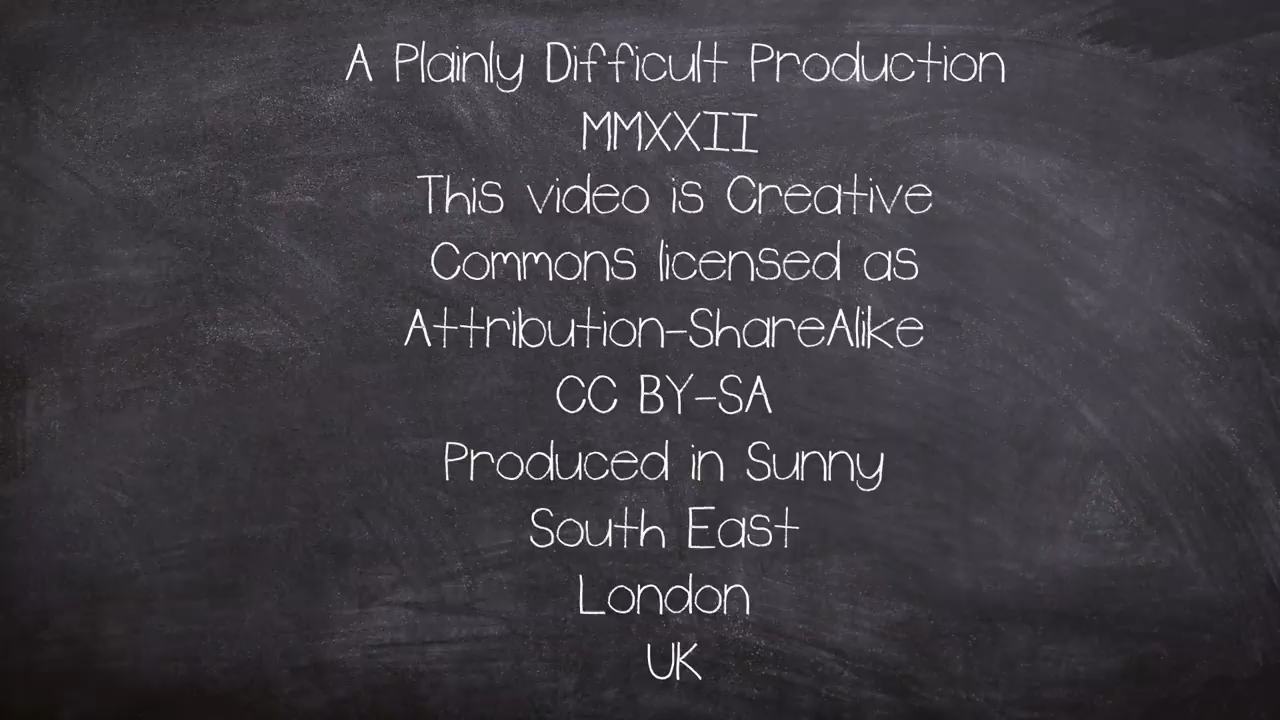 A Plainly Difficult Production
MMXXII
This video is Creative
Commons licensed as
Attribution-ShareAlike
CC BY-SA
Produced in Sunny
South East
London
UK